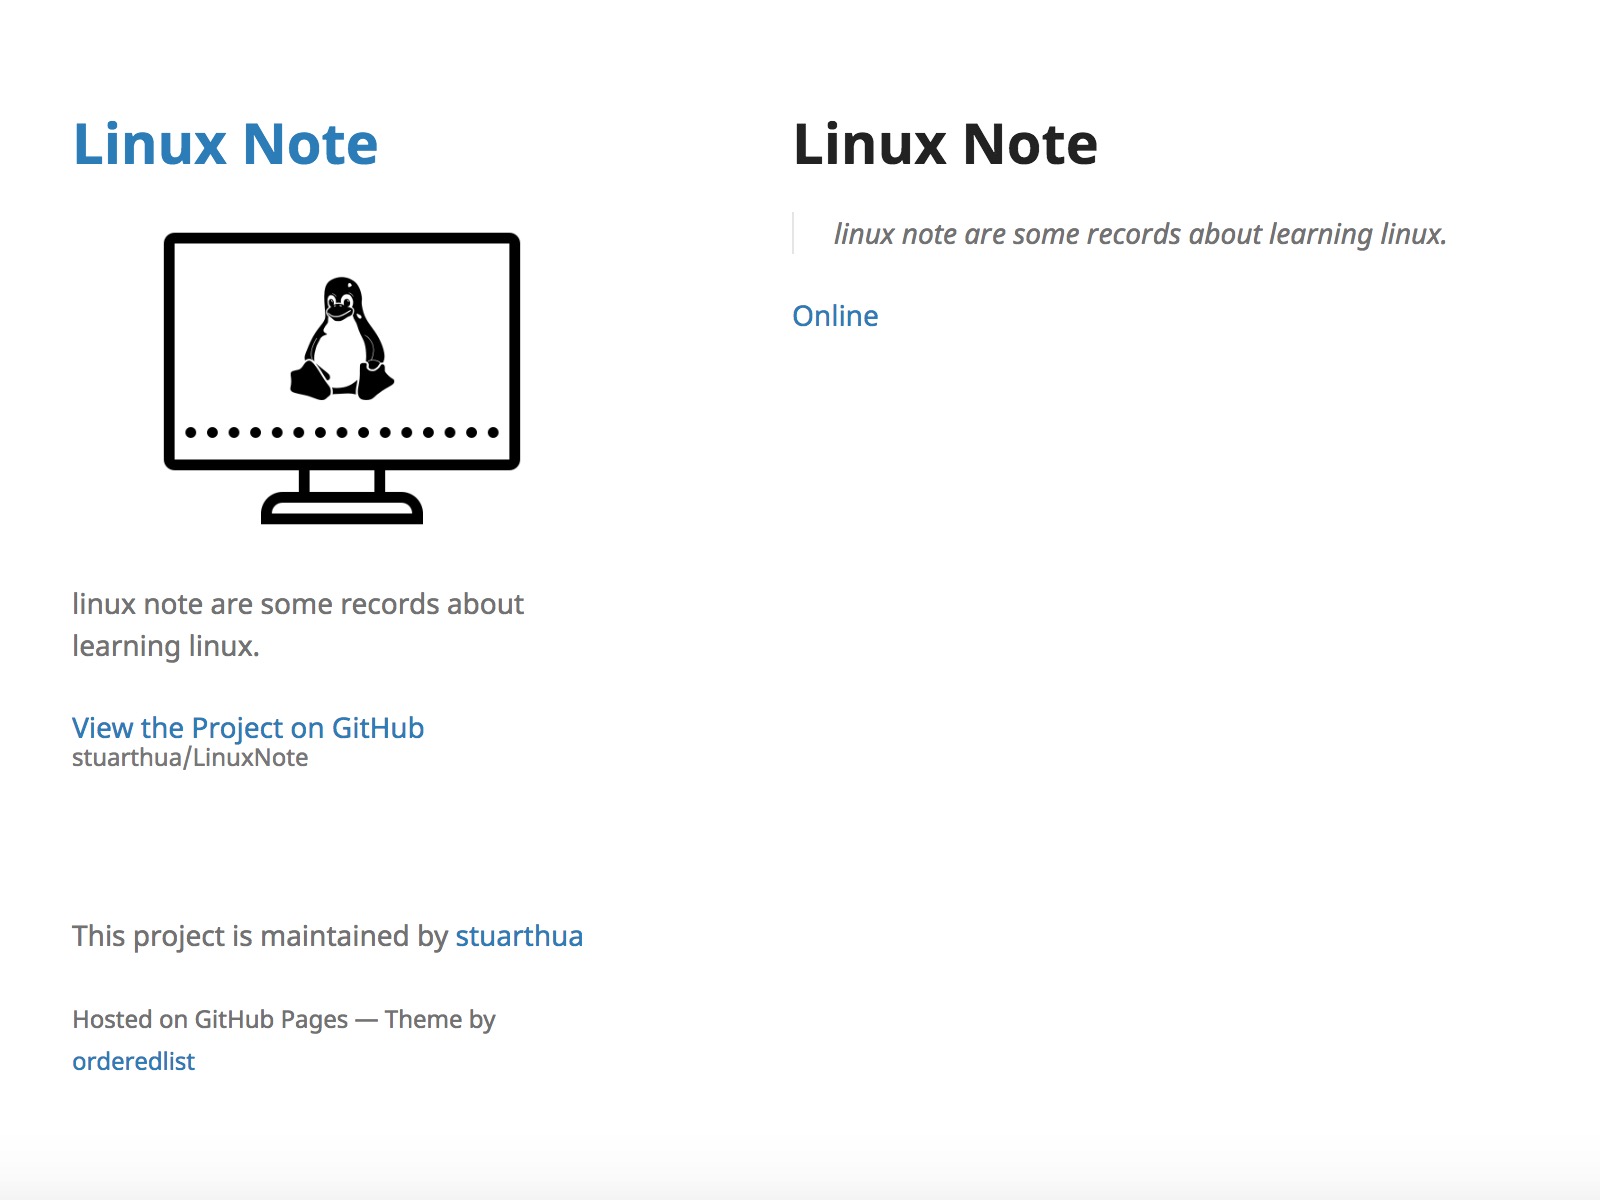 Linux Note
linux note are some records about
learning linux.
View the Project on GitHub
stuarthua/LinuxNote
This project is maintained by stuarthua
Hosted on GitHub Pages — Theme by
orderedlist
Linux Note
linux note are some records about learning linux.
Online